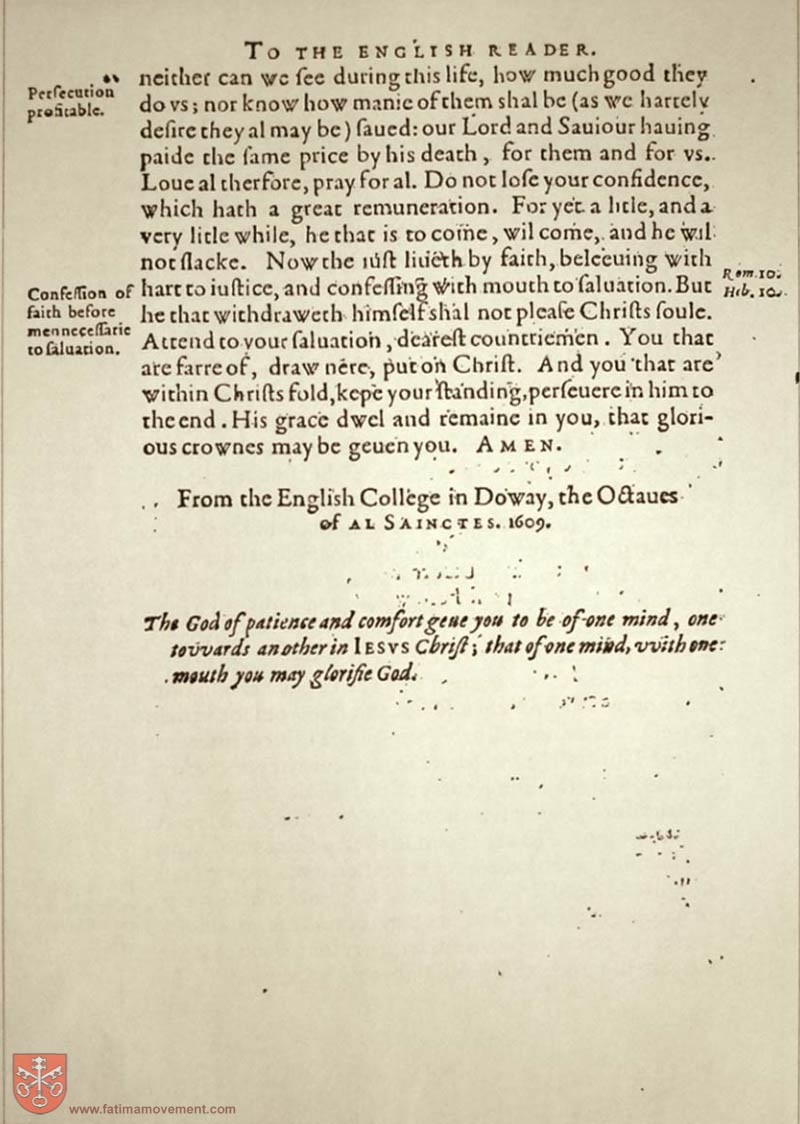 To THE ENGLISH READER.
Persecution
profitable.
neither can we ſee during this life, how much good they
do vs; nor know how manie of them shal be (as we hartely
deſire they al may be) ſaued: our Lord and Sauiour hauing
paide the ſame price by his death, for them and for vs.
Loue al therfore, pray for al. Do not loſe your confidence,
which hath a great remuneration. For yet a litle, and a
very litle while, he that is to come, wil come, and he wil
not ſlacke. Now the iuſt liueth by faith, beleeuing with
Rom. 10.
Confeſſion of
faith before
men neceſſarie
to ſaluation.
hart to iuſtice, and confeſſing with mouth to ſaluation. But
Heb. 10.
he that withdraweth himſelf shal not pleaſe Chriſts ſoule.
Attend to your ſaluation, deareſt countriemen. You that
are farre of, draw nere, put on Chriſt. And you that are
within Chriſts fold, kepe your ſtanding, perſeuere in him to
the end. His grace dwel and remaine in you, that glori-
ous crownes may be geuen you. AMEN.
From the English College in Doway, the Octaues
of AL SAINCTES. 1609.
The God of patience and comfort geue you to be of one mind, one
tovvards another in IESVS Chriſt; that of one mind, vvith one
mouth you may glorifie God.
www.fatimamovement.com